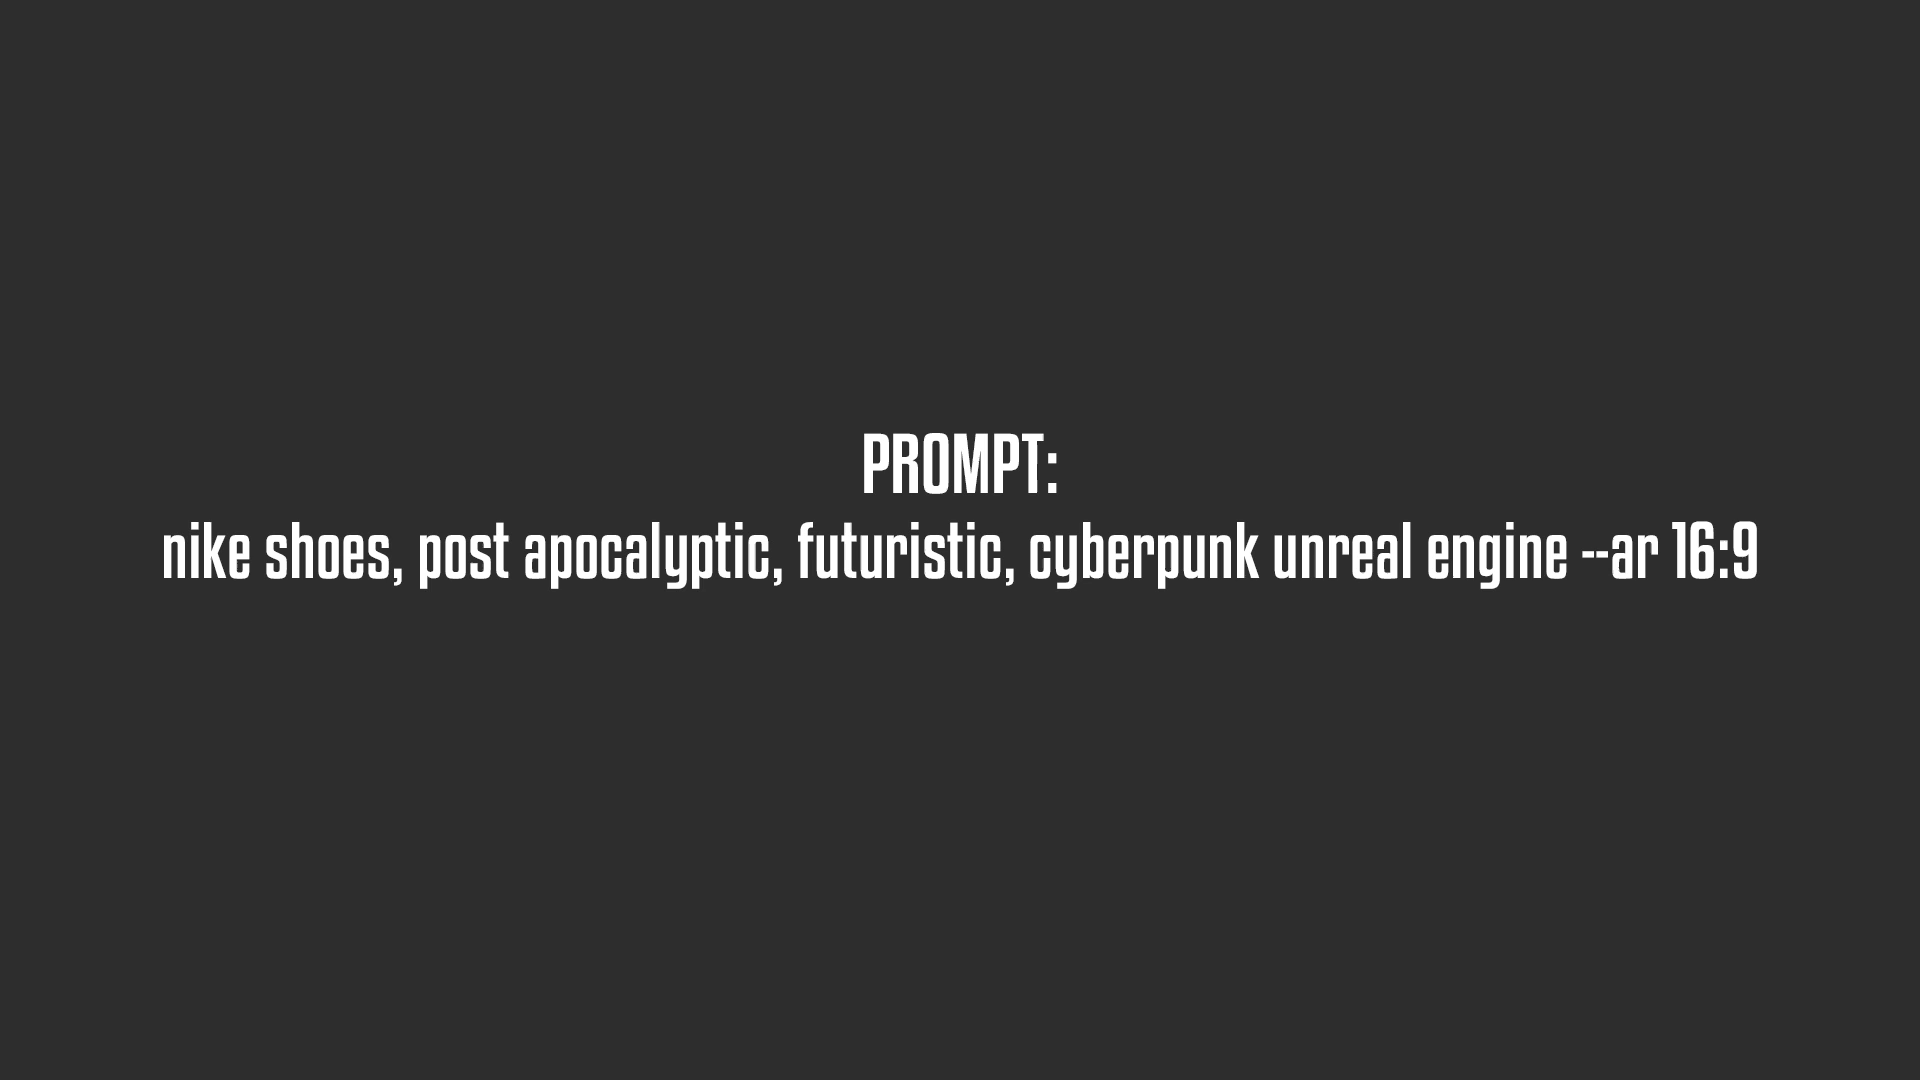 PROMPT:
nike shoes, post apocalyptic, futuristic, cyberpunk unreal engine --ar 16:9